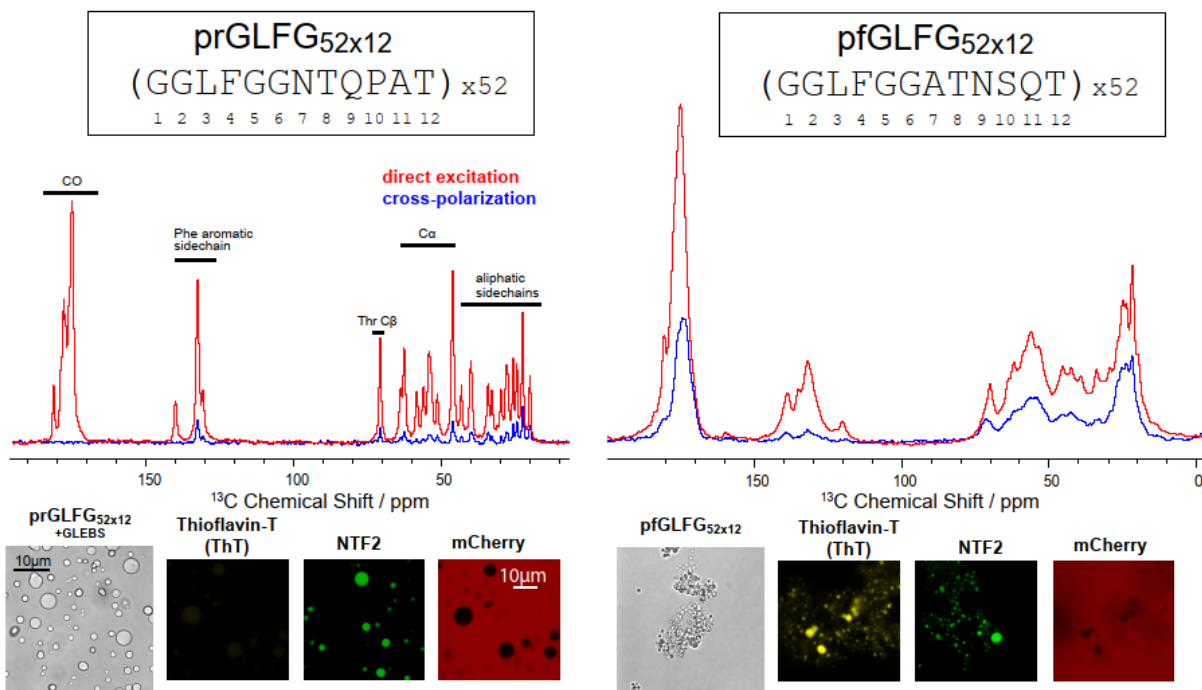 prGLFG52x12
(GGLFGGNTQPAT) x52
1 2 3 4 5 6 7 8 9 10 11 12
CO
Phe aromatic
sidechain
direct excitation
cross-polarization
Cα
aliphatic
sidechains
Thr Cβ
150 100 50
13C Chemical Shift / ppm
prGLFG52x12
+GLEBS
10μm
Thioflavin-T
(ThT)
NTF2
mCherry
10μm
pfGLFG52x12
(GGLFGGATNSQT) x52
1 2 3 4 5 6 7 8 9 10 11 12
150 100 50 0
13C Chemical Shift / ppm
pfGLFG52x12
Thioflavin-T
(ThT)
NTF2
mCherry